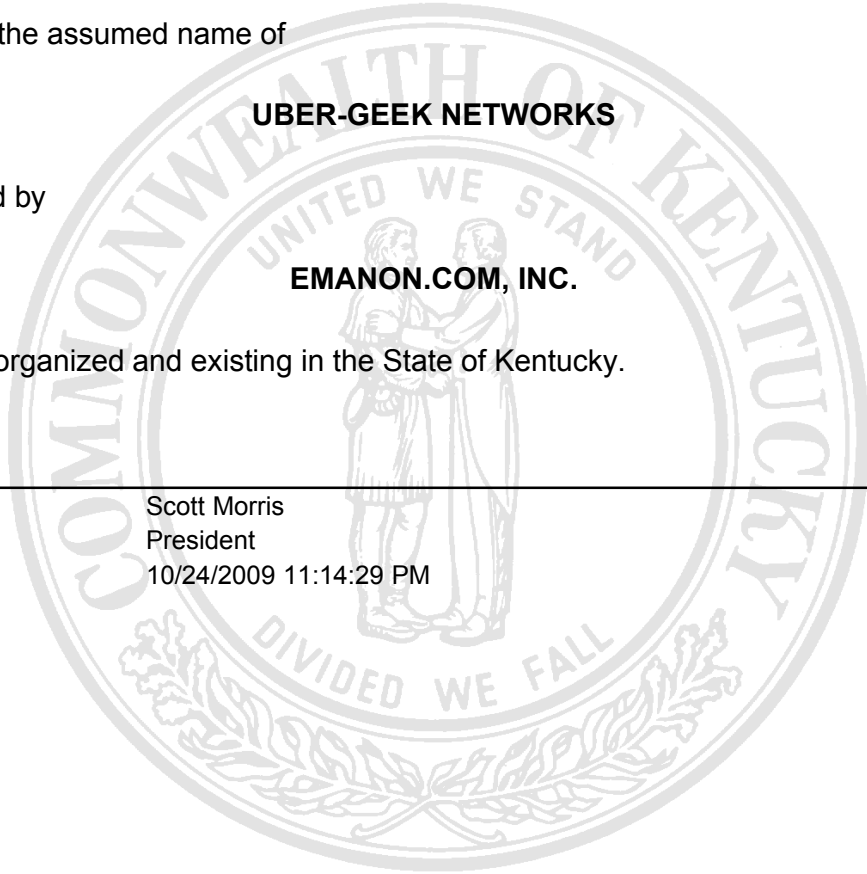 the assumed name of
UBER-GEEK NETWORKS
d by
EMANON.COM, INC.
organized and existing in the State of Kentucky.
Scott Morris
President
10/24/2009 11:14:29 PM
COMMONWEALTH OF KENTUCKY
UNITED WE STAND
DIVIDED WE FALL